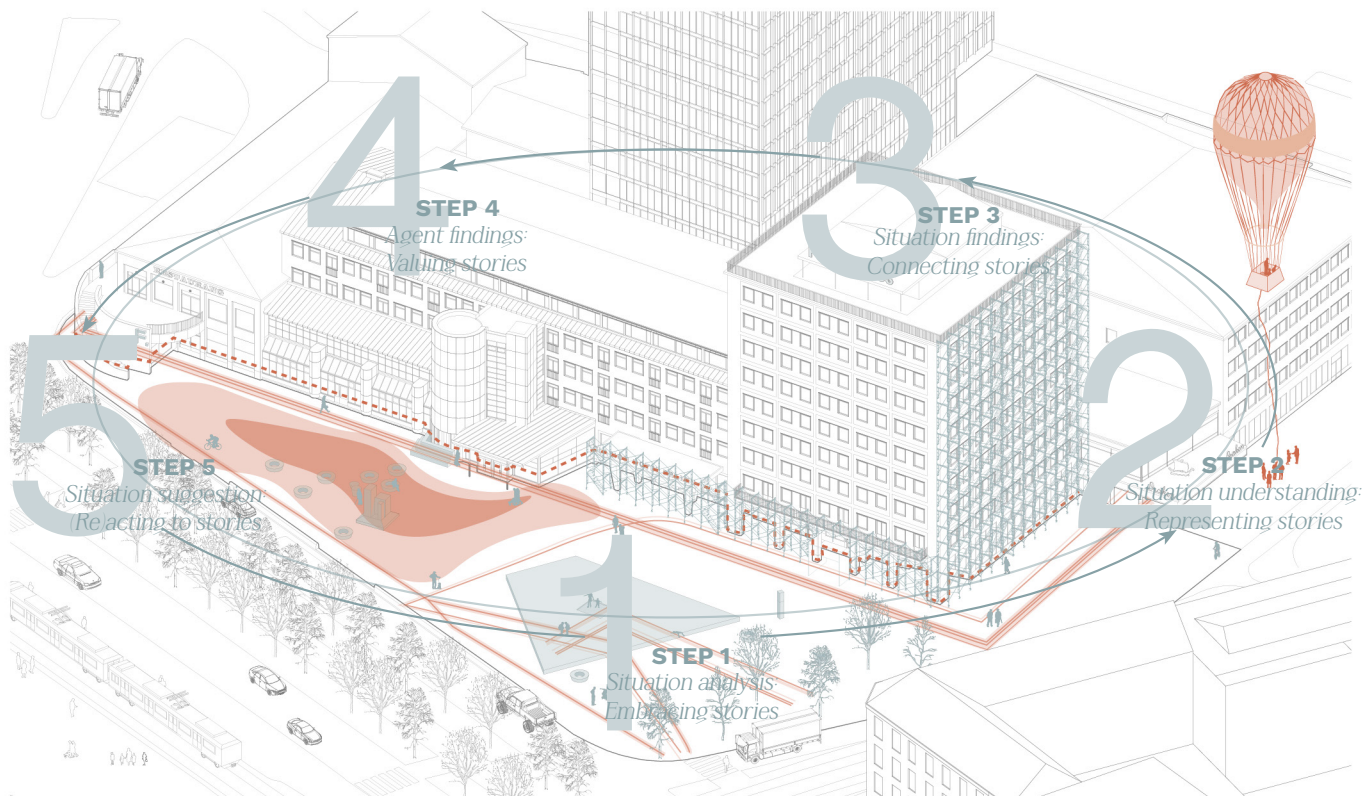 4
STEP 4
Agent findings:
Valuing stories
3
STEP 3
Situation findings:
Connecting stories
5
STEP 5
Situation suggestion:
(Re)acting to stories
2
STEP 2
Situation understanding:
Representing stories
1
STEP 1
Situation analysis:
Embracing stories